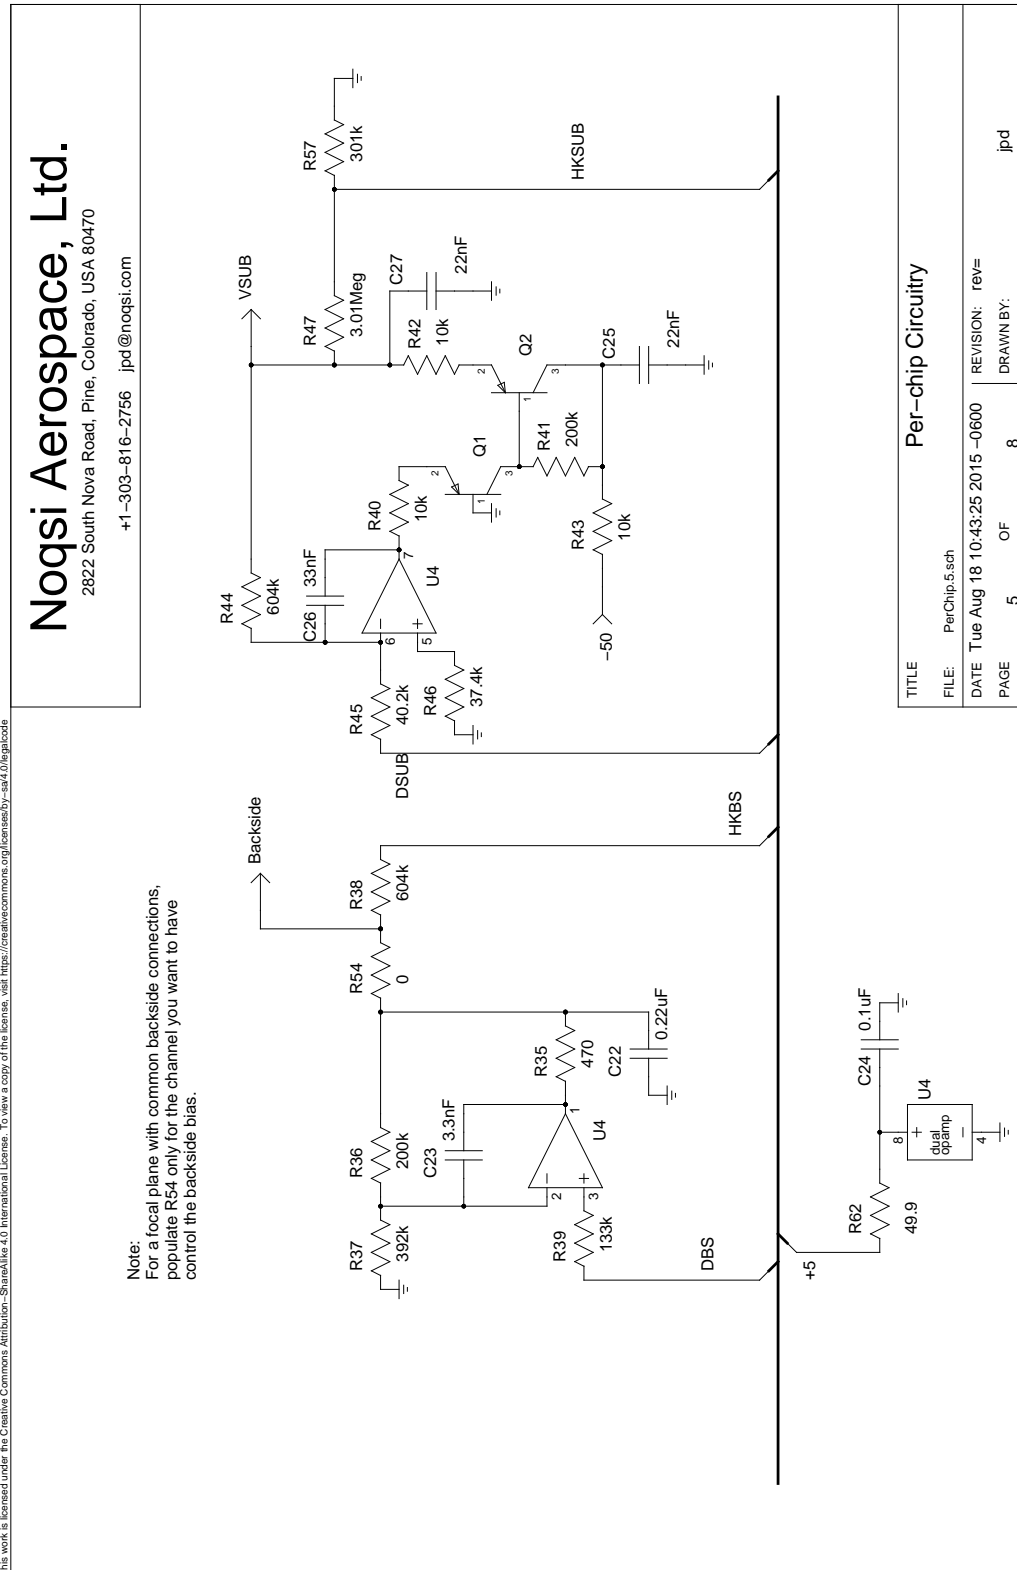 Noqsi Aerospace, Ltd.
2822 South Nova Road, Pine, Colorado, USA 80470
+1−303−816−2756 jpd@noqsi.com
his work is licensed under the Creative Commons Attribution−ShareAlike 4.0 International License. To view a copy of the license, visit https://creativecommons.org/licenses/by−sa/4.0/legalcode
Note:
For a focal plane with common backside connections,
populate R54 only for the channel you want to have
control the backside bias.
Backside
R37
392k
R36
200k
R54
0
R38
604k
C23
3.3nF
2
3
1
U4
R35
470
C22
0.22uF
R39
133k
DBS
HKBS
+5
R62
49.9
C24
0.1uF
U4
8
+
dual
opamp
−
4
VSUB
R44
604k
C26
33nF
R45
40.2k
6
5
7
U4
R46
37.4k
DSUB
R40
10k
Q1
2
1
3
R41
200k
R43
10k
−50
R42
10k
Q2
2
1
3
C25
22nF
C27
22nF
R47
3.01Meg
R57
301k
HKSUB
TITLE
Per−chip Circuitry
FILE: PerChip.5.sch
REVISION: rev=
DATE Tue Aug 18 10:43:25 2015 −0600
PAGE 5 OF 8
DRAWN BY: jpd